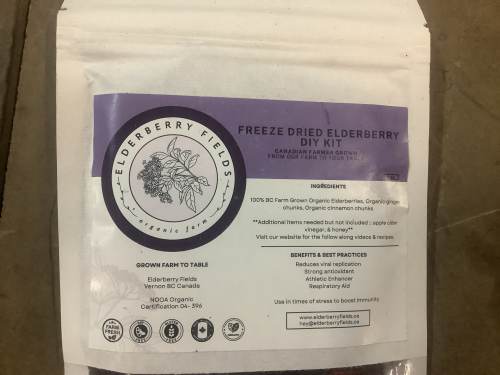 ELDERBERRY FIELDS
organic farm
FREEZE DRIED ELDERBERRY
DIY KIT
CANADIAN FARMER GROWN
FROM OUR FARM TO YOUR TABLE
INGREDIENTS
100% BC Farm Grown Organic Elderberries, Organic ginger
chunks, Organic cinnamon chunks
**Additional items needed but not included : apple cider
vinegar, & honey**
Visit our website for the follow along videos & recipes.
GROWN FARM TO TABLE
Elderberry Fields
Vernon BC Canada
NOOA Organic
Certification 04-396
BENEFITS & BEST PRACTICES
Reduces viral replication
Strong antioxidant
Athletic Enhancer
Respiratory Aid
Use in times of stress to boost immunity
www.elderberryfields.ca
hey@elderberryfields.ca
FARM
FRESH